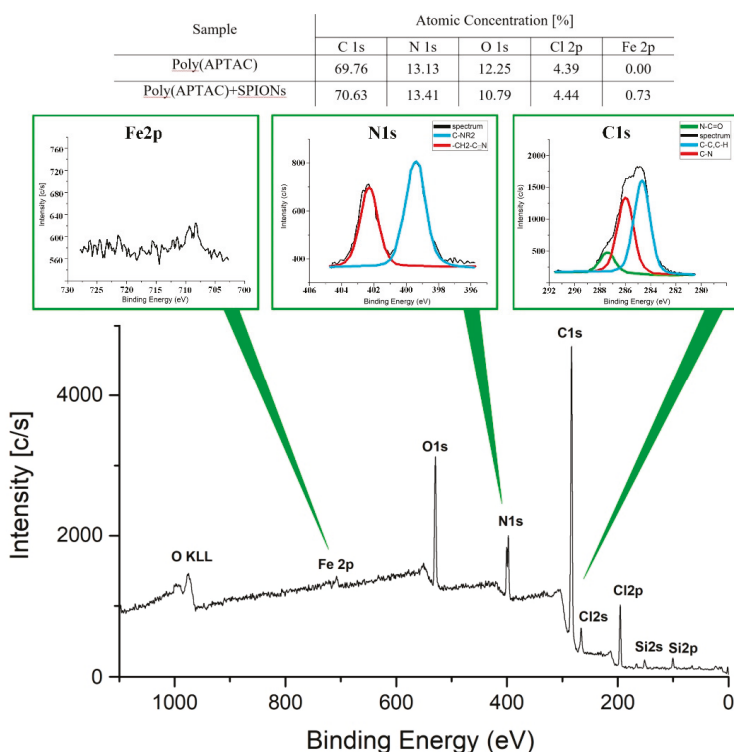 Sample Atomic Concentration [%]
C 1s N 1s O 1s Cl 2p Fe 2p
Poly(APTAC) 69.76 13.13 12.25 4.39 0.00
Poly(APTAC)+SPIONs 70.63 13.41 10.79 4.44 0.73
Fe2p
760
720
680
640
600
560
Intensity [c/s]
728 725 720 715 710 705 700
Binding Energy (eV)
N1s
spectrum
C-NR2
-CH2-C=N
800
600
400
Intensity [c/s]
406 404 402 400 398 396
Binding Energy (eV)
C1s
spectrum
N-C=O
C-C,C-H
C-N
2000
1500
1000
500
Intensity [c/s]
292 290 288 286 284 282 280
Binding Energy (eV)
Intensity [c/s]
4000
2000
0
O KLL
Fe 2p
O1s
N1s
C1s
Cl2s
Cl2p
Si2s
Si2p
1000 800 600 400 200 0
Binding Energy (eV)